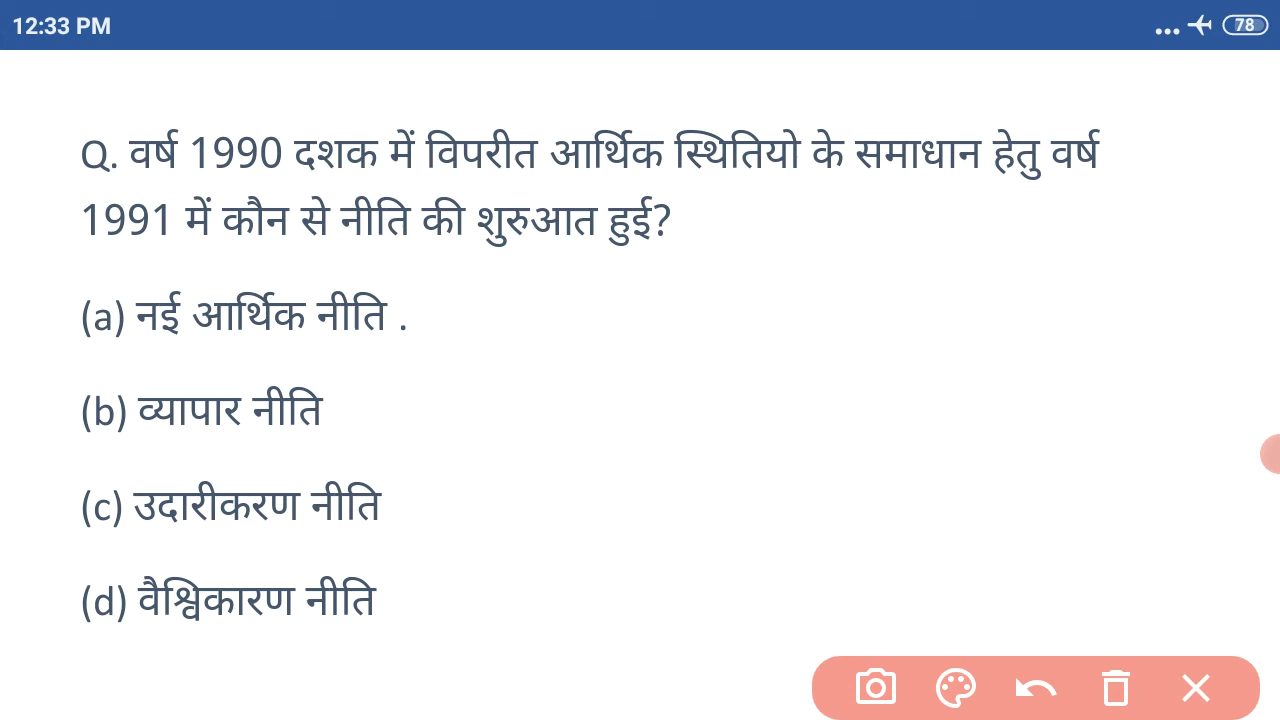 12:33 PM
78
Q. वर्ष 1990 दशक में विपरीत आर्थिक स्थितियो के समाधान हेतु वर्ष
1991 में कौन से नीति की शुरुआत हुई?
(a) नई आर्थिक नीति .
(b) व्यापार नीति
(c) उदारीकरण नीति
(d) वैश्विकारण नीति